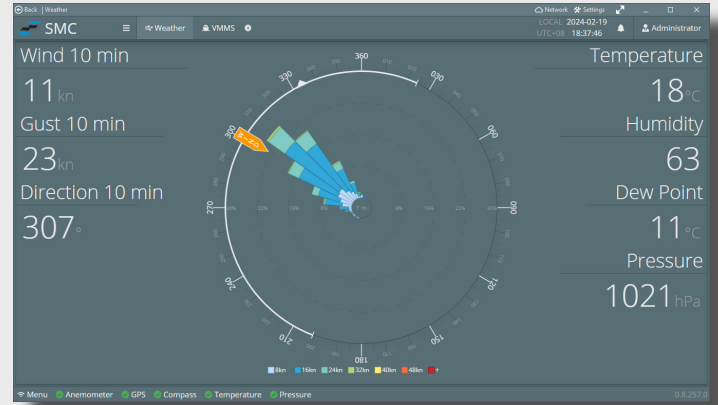 Back | Weather
Network Settings
SMC
Weather
VMMS
LOCAL 2024-02-19
UTC+08 18:37:46
Administrator
Wind 10 min
11kn
Gust 10 min
23kn
Direction 10 min
307°
360
030
060
090
120
150
180
210
240
270
300
330
WIND
8kn 16kn 24kn 32kn 40kn 48kn +
Temperature
18°C
Humidity
63
Dew Point
11°C
Pressure
1021hPa
Menu Anemometer GPS Compass Temperature Pressure
0.8.257.0